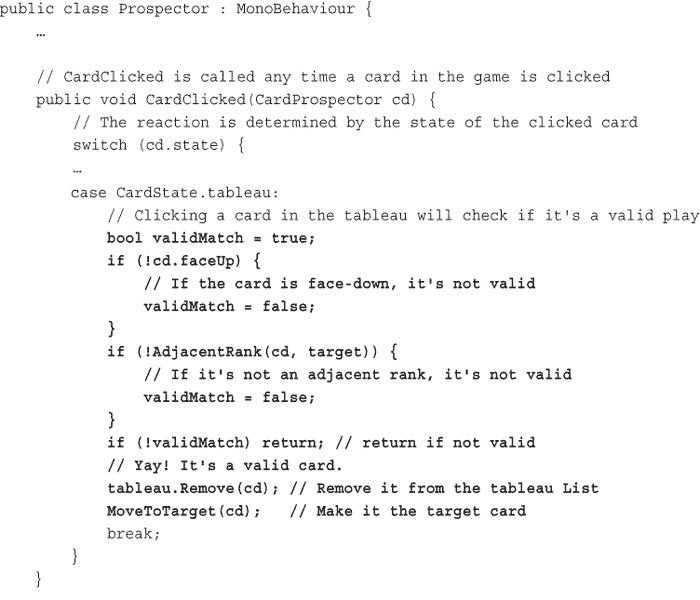 public class Prospector : MonoBehaviour {
…
// CardClicked is called any time a card in the game is clicked
public void CardClicked(CardProspector cd) {
// The reaction is determined by the state of the clicked card
switch (cd.state) {
…
case CardState.tableau:
// Clicking a card in the tableau will check if it's a valid play
bool validMatch = true;
if (!cd.faceUp) {
// If the card is face-down, it's not valid
validMatch = false;
}
if (!AdjacentRank(cd, target)) {
// If it's not an adjacent rank, it's not valid
validMatch = false;
}
if (!validMatch) return; // return if not valid
// Yay! It's a valid card.
tableau.Remove(cd); // Remove it from the tableau List
MoveToTarget(cd);   // Make it the target card
break;
}
}